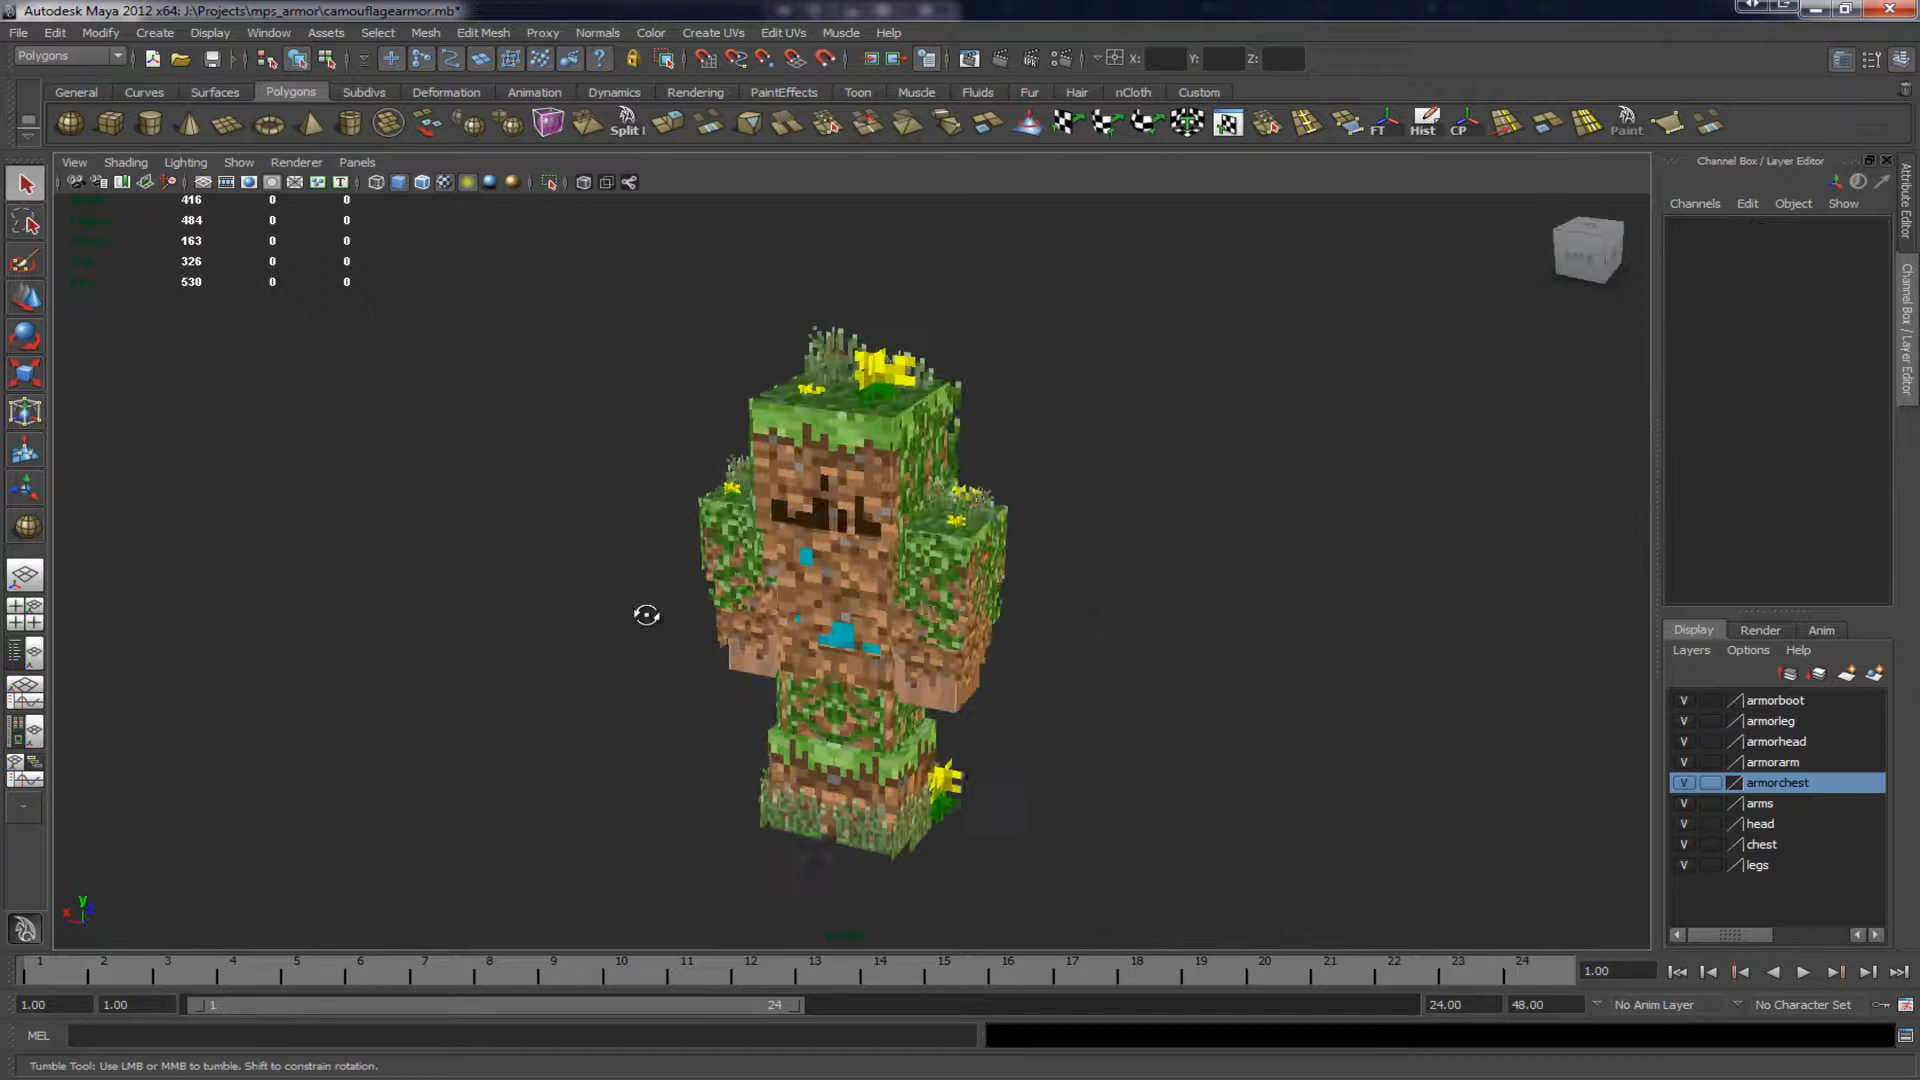 Autodesk Maya 2012 x64: J:\Projects\mps_armor\camouflagearmor.mb*
File Edit Modify Create Display Window Assets Select Mesh Edit Mesh Proxy Normals Color Create UVs Edit UVs Muscle Help
Polygons X: Y: Z:
General Curves Surfaces Polygons Subdivs Deformation Animation Dynamics Rendering PaintEffects Toon Muscle Fluids Fur Hair nCloth Custom
Split FT Hist CP Paint
View Shading Lighting Show Renderer Panels
Channel Box / Layer Editor
Channels Edit Object Show
416 0 0
484 0 0
163 0 0
326 0 0
530 0 0
Attribute Editor
Channel Box / Layer Editor
Display Render Anim
Layers Options Help
V armorboot
V armorleg
V armorhead
V armorarm
V armorchest
V arms
V head
V chest
V legs
y
x z
1 2 3 4 5 6 7 8 9 10 11 12 13 14 15 16 17 18 19 20 21 22 23 24 1.00
1.00 1.00 1 24 24.00 48.00 No Anim Layer No Character Set
MEL
Tumble Tool: Use LMB or MMB to tumble. Shift to constrain rotation.